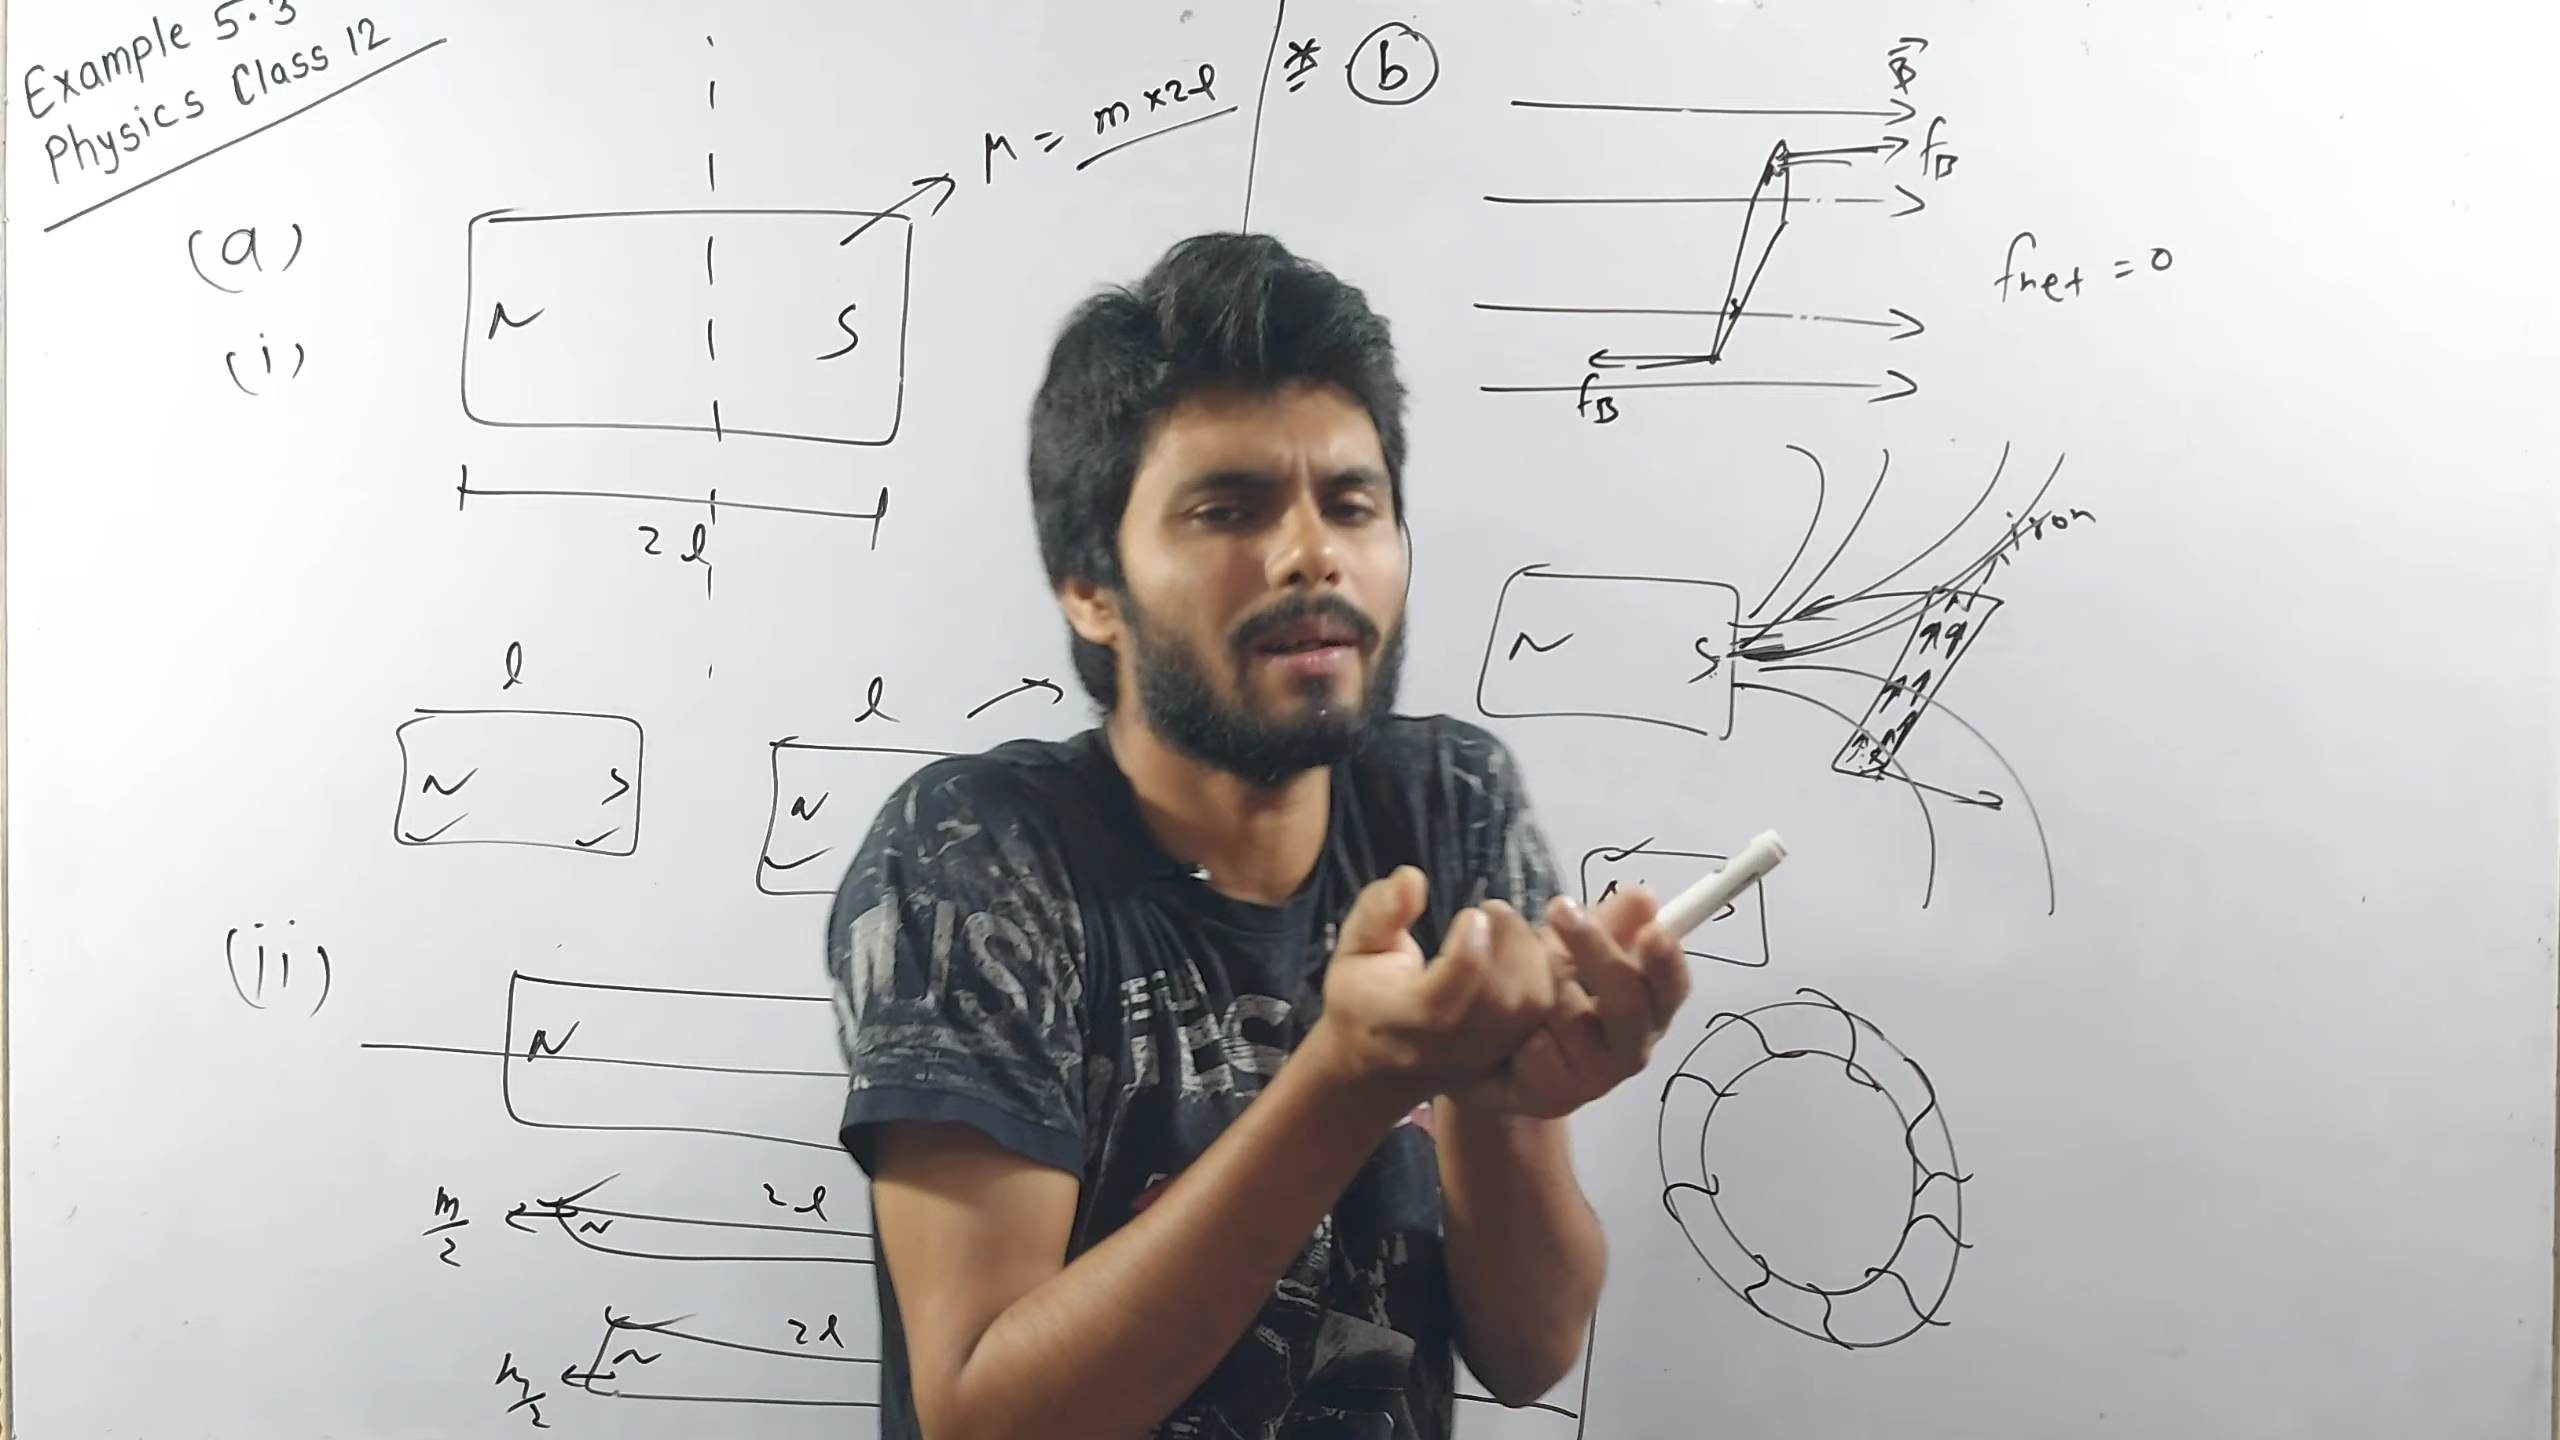 Example 5.3
Physics Class 12
(a)
(i)
N S
μ = m×2l
2l
l
N S
l
N
(ii)
N
m/2
N
2l
m/2
N
2l
* b
B
fB
fB
fnet = 0
iron
N S
N